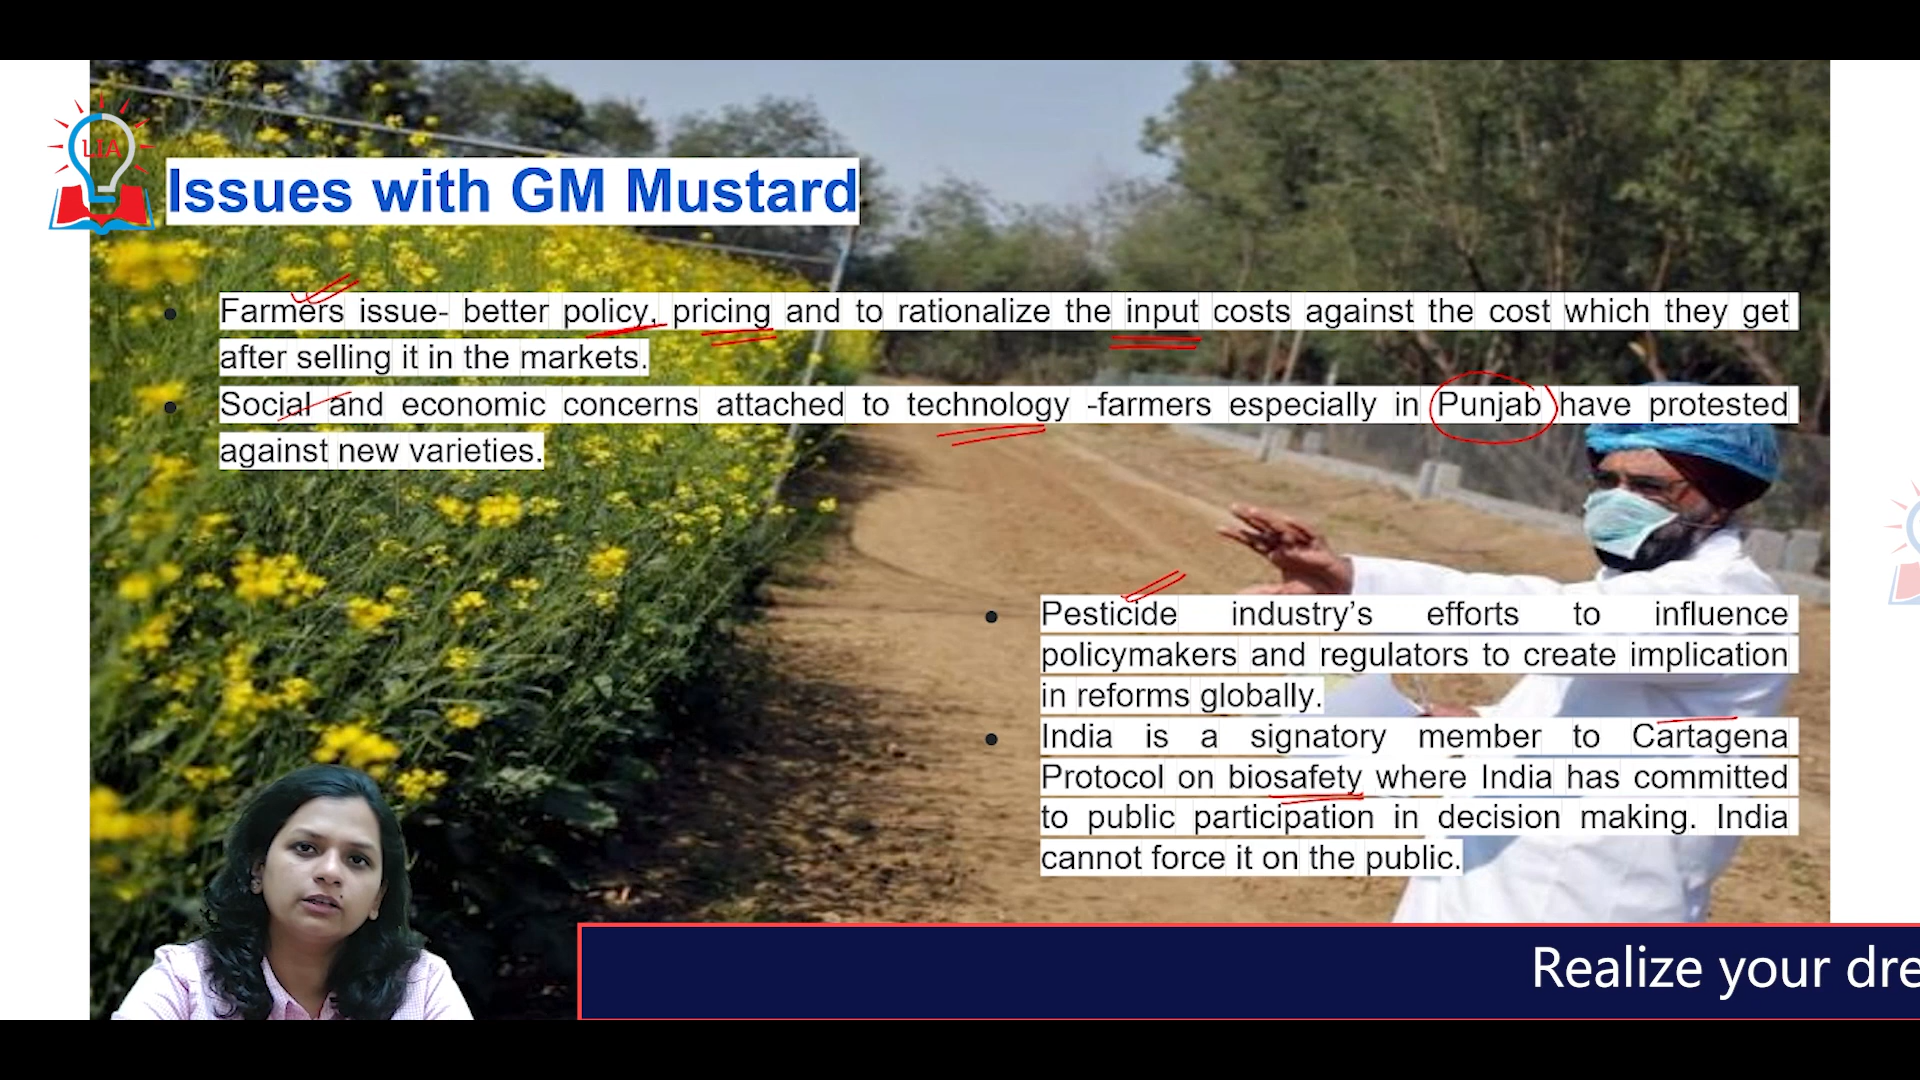 LIA
Issues with GM Mustard
Farmers issue- better policy, pricing and to rationalize the input costs against the cost which they get
after selling it in the markets.
Social and economic concerns attached to technology -farmers especially in Punjab have protested
against new varieties.
Pesticide industry’s efforts to influence
policymakers and regulators to create implication
in reforms globally.
India is a signatory member to Cartagena
Protocol on biosafety where India has committed
to public participation in decision making. India
cannot force it on the public.
Realize your dre